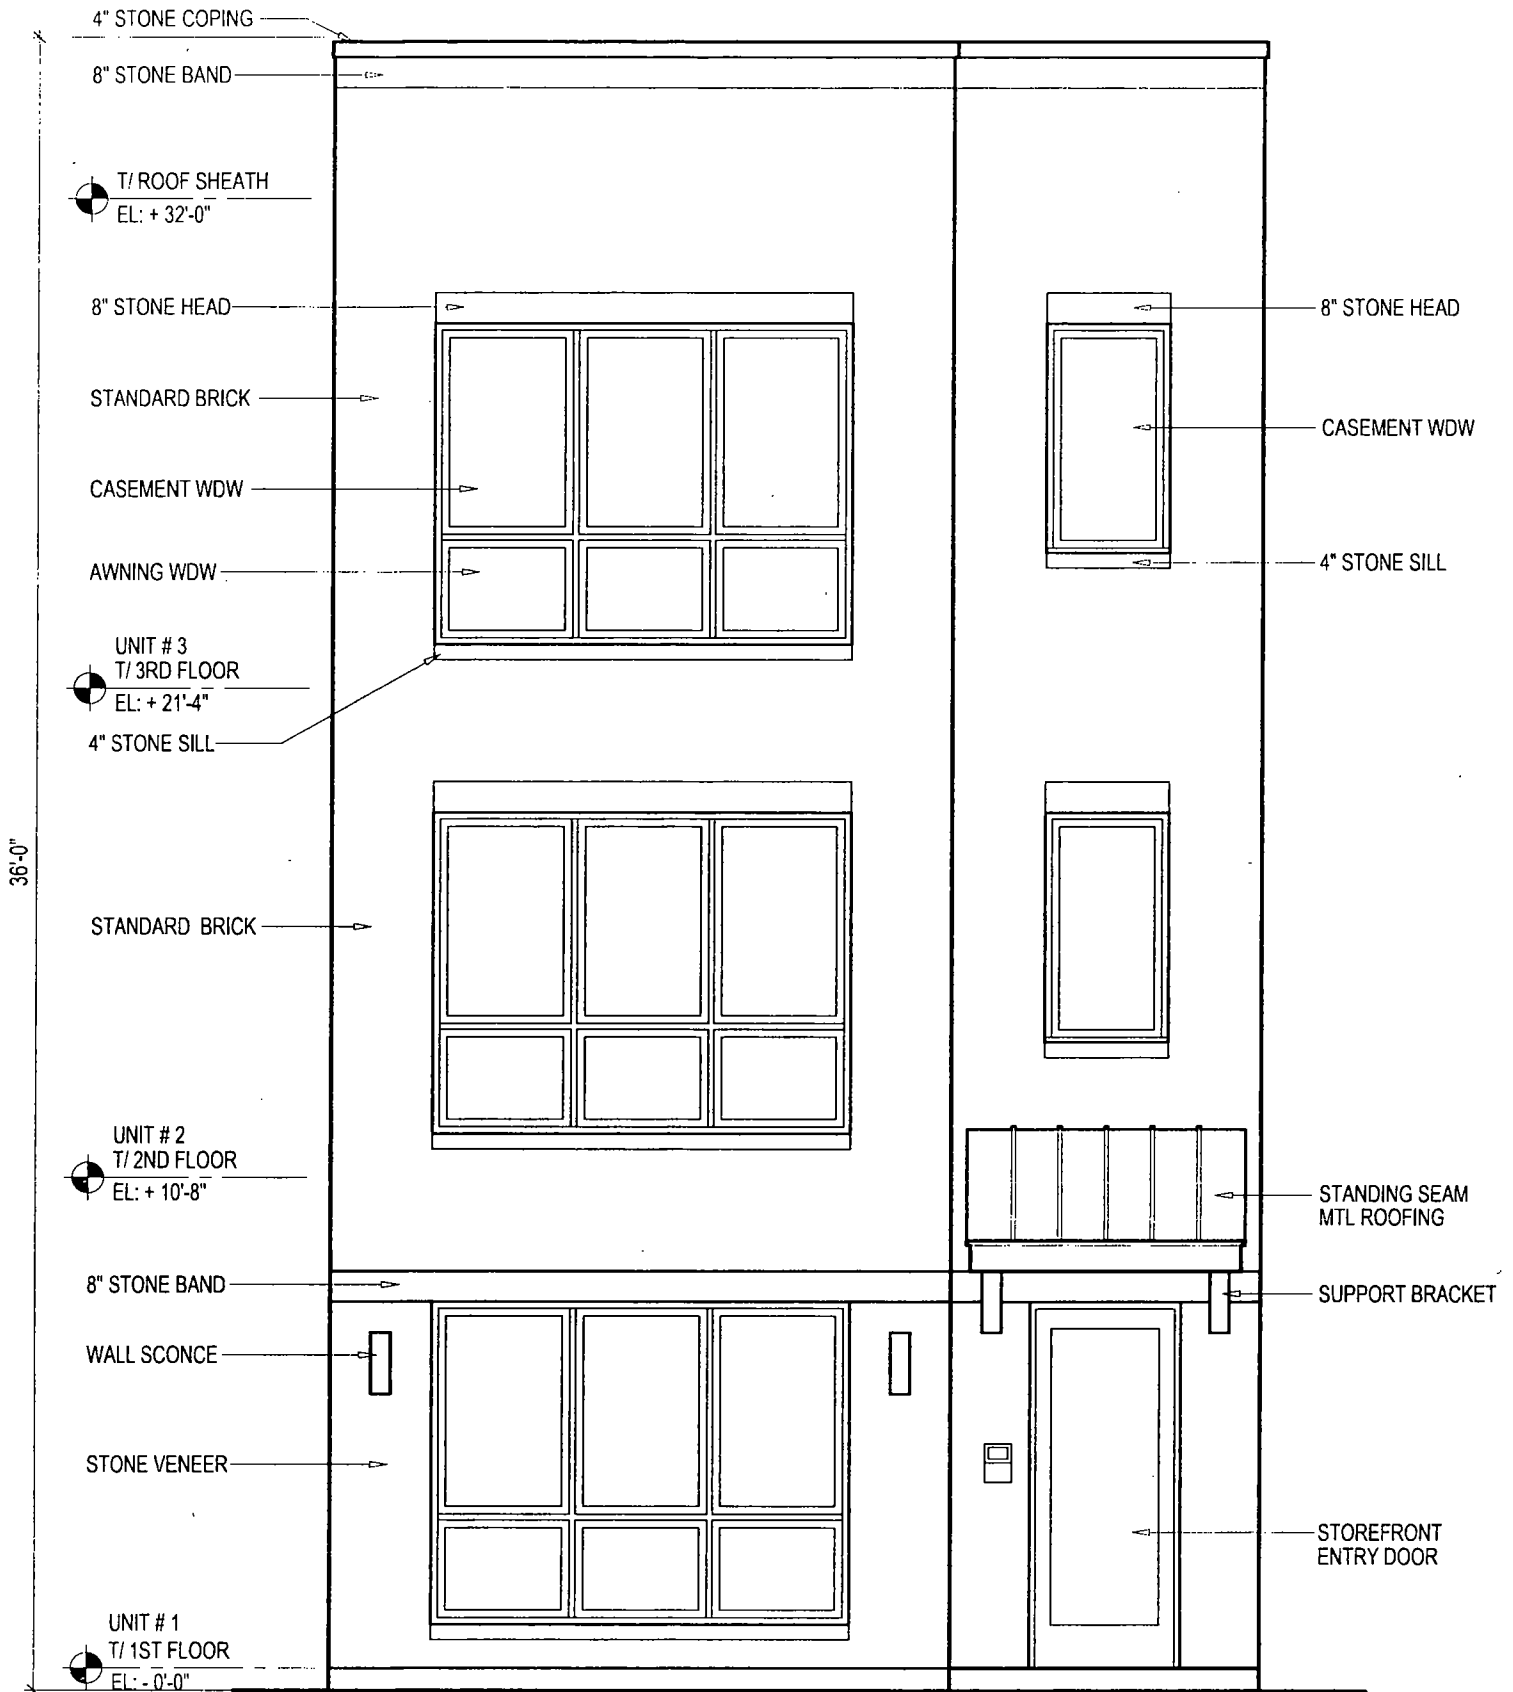 4" STONE COPING
8" STONE BAND
T/ ROOF SHEATH
EL: + 32'-0"
8" STONE HEAD
8" STONE HEAD
STANDARD BRICK
CASEMENT WDW
CASEMENT WDW
AWNING WDW
4" STONE SILL
UNIT # 3
T/ 3RD FLOOR
EL: + 21'-4"
4" STONE SILL
36'-0"
STANDARD BRICK
UNIT # 2
T/ 2ND FLOOR
EL: + 10'-8"
STANDING SEAM
MTL ROOFING
8" STONE BAND
SUPPORT BRACKET
WALL SCONCE
STONE VENEER
STOREFRONT
ENTRY DOOR
UNIT # 1
T/ 1ST FLOOR
EL: - 0'-0"